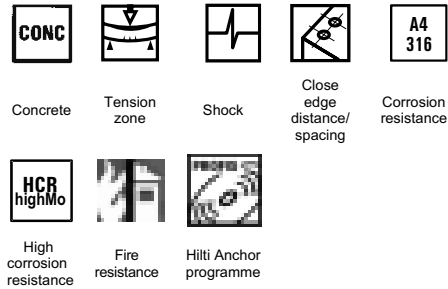 CONC
A4
316
Concrete
Tension
zone
Shock
Close
edge
distance/
spacing
Corrosion
resistance
HCR
highMo
PROFIS
High
corrosion
resistance
Fire
resistance
Hilti Anchor
programme